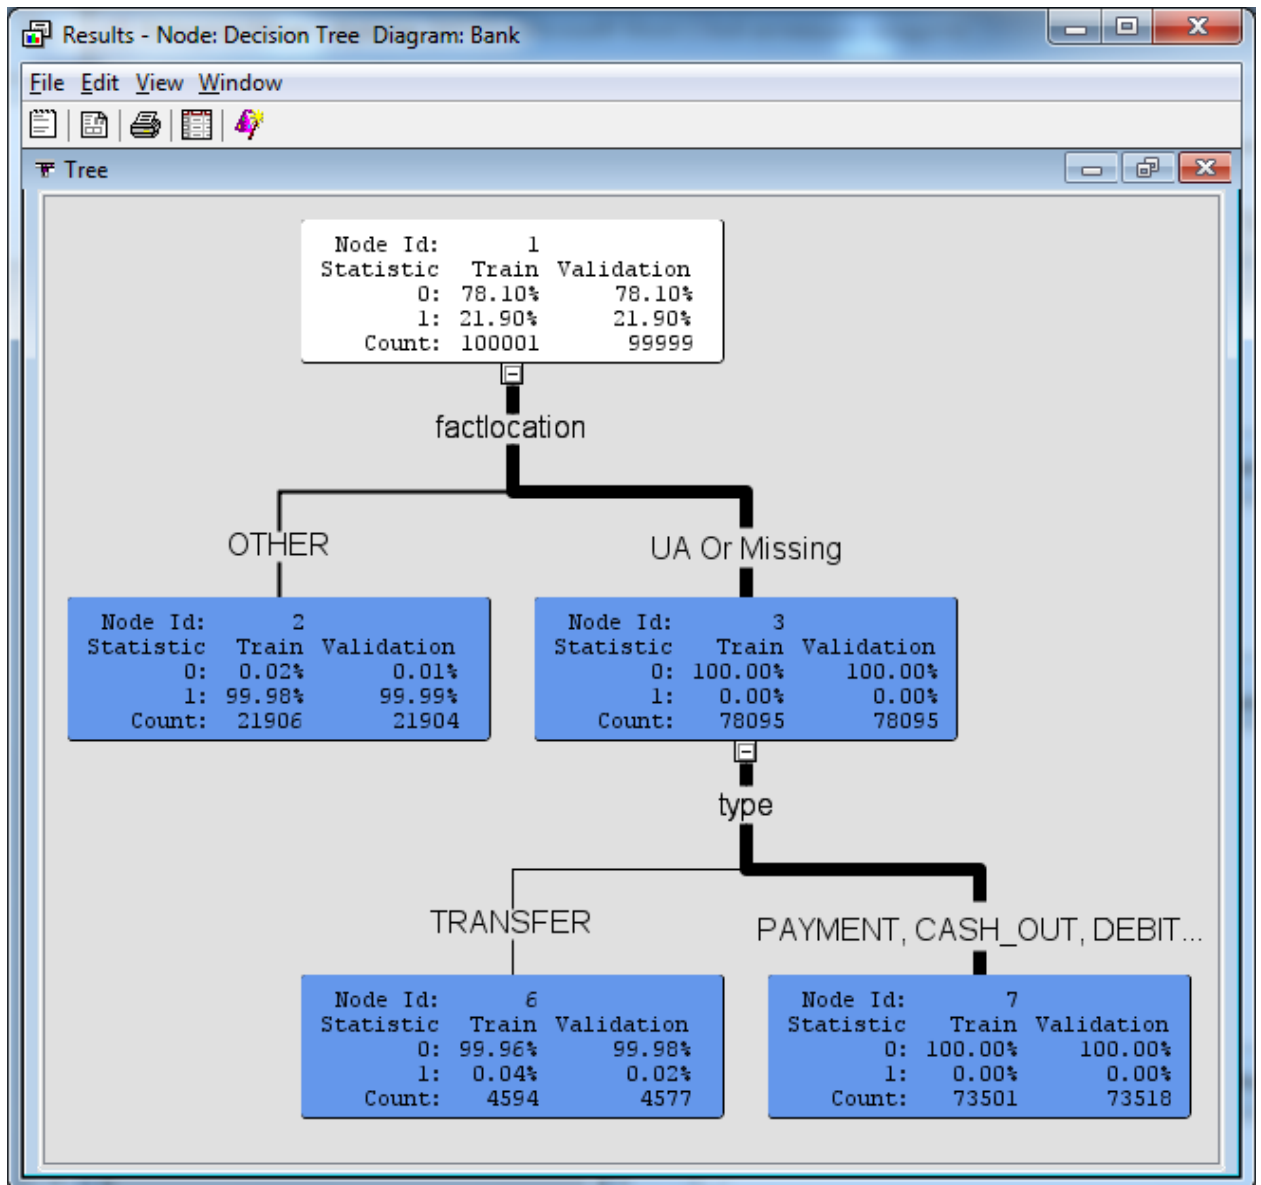 Results - Node: Decision Tree  Diagram: Bank
File Edit View Window
Tree
Node Id: 1
Statistic Train Validation
0: 78.10% 78.10%
1: 21.90% 21.90%
Count: 100001 99999
factlocation
OTHER
UA Or Missing
Node Id: 2
Statistic Train Validation
0: 0.02% 0.01%
1: 99.98% 99.99%
Count: 21906 21904
Node Id: 3
Statistic Train Validation
0: 100.00% 100.00%
1: 0.00% 0.00%
Count: 78095 78095
type
TRANSFER
PAYMENT, CASH_OUT, DEBIT...
Node Id: 6
Statistic Train Validation
0: 99.96% 99.98%
1: 0.04% 0.02%
Count: 4594 4577
Node Id: 7
Statistic Train Validation
0: 100.00% 100.00%
1: 0.00% 0.00%
Count: 73501 73518